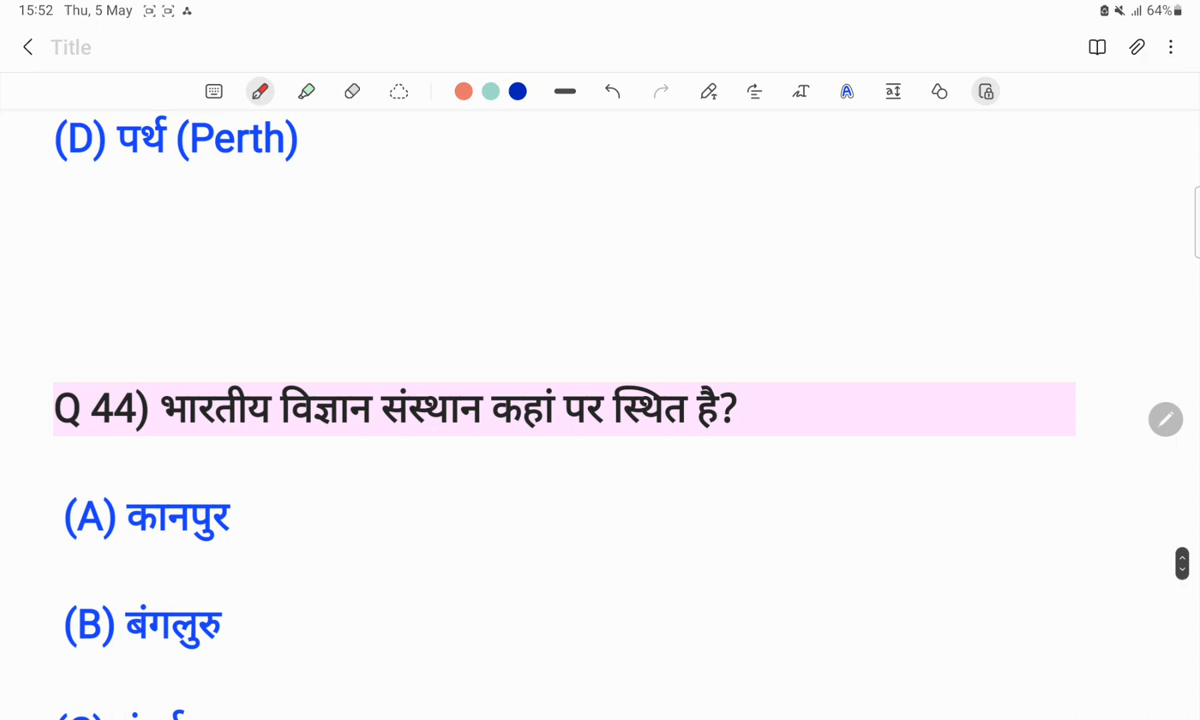 15:52 Thu, 5 May 64%
Title
(D) पर्थ (Perth)
Q 44) भारतीय विज्ञान संस्थान कहां पर स्थित है?
(A) कानपुर
(B) बंगलुरु